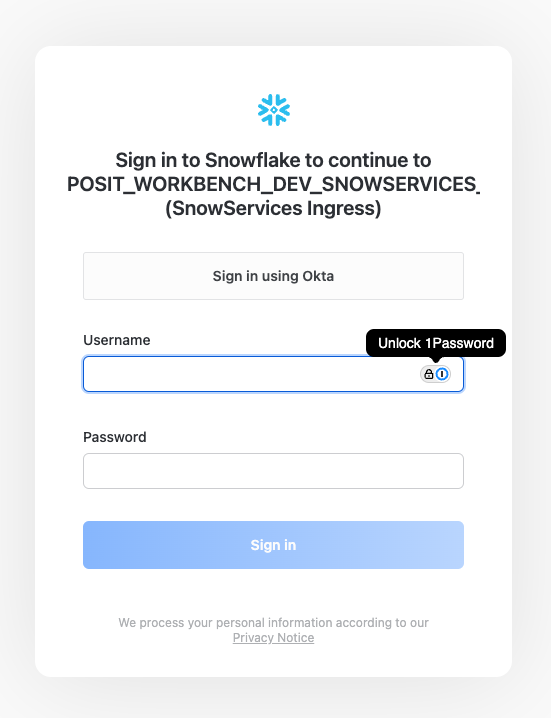 Sign in to Snowflake to continue to
POSIT_WORKBENCH_DEV_SNOWSERVICES_
(SnowServices Ingress)
Sign in using Okta
Username
Unlock 1Password
Password
Sign in
We process your personal information according to our
Privacy Notice